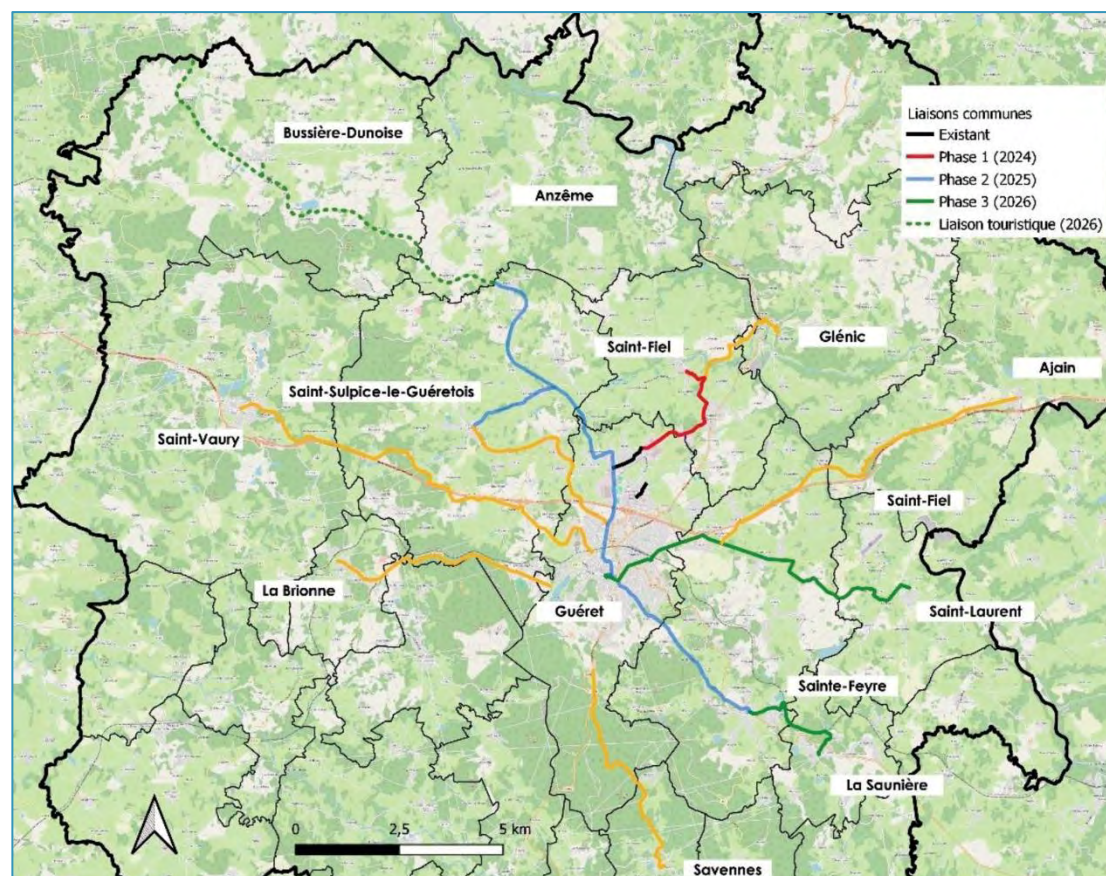 Liaisons communes
Existant
Phase 1 (2024)
Phase 2 (2025)
Phase 3 (2026)
Liaison touristique (2026)
Bussière-Dunoise
Anzême
Saint-Fiel
Glénic
Ajain
Saint-Sulpice-le-Guéretois
Saint-Vaury
Saint-Fiel
La Brionne
Guéret
Saint-Laurent
Sainte-Feyre
La Saunière
Savennes
0 2,5 5 km